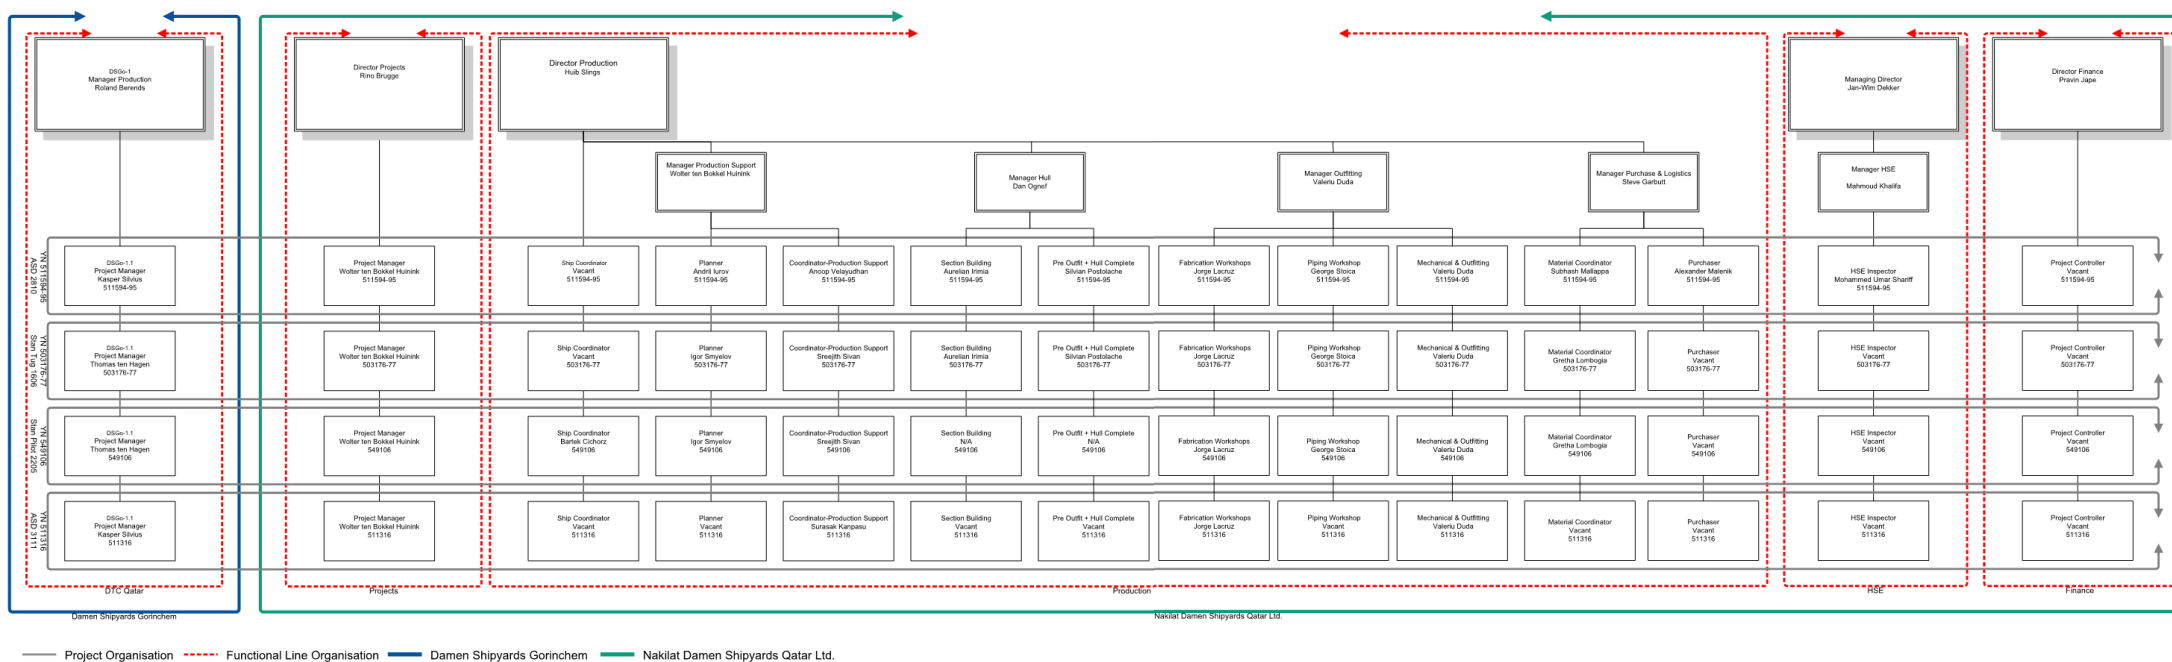 DSGo-1
Manager Production
Roland Berends
Director Projects
Rino Brugge
Director Production
Huib Slings
Managing Director
Jan-Wim Dekker
Director Finance
Pravin Jape
Manager Production Support
Wolter ten Bokkel Huinink
Manager Hull
Dan Ognef
Manager Outfitting
Valeriu Duda
Manager Purchase & Logistics
Steve Garbutt
Manager HSE
Mahmoud Khalifa
YN 511594-95
ASD 2810
DSGo-1.1
Project Manager
Kasper Silvius
511594-95
Project Manager
Wolter ten Bokkel Huinink
511594-95
Ship Coordinator
Vacant
511594-95
Planner
Andrii Iurov
511594-95
Coordinator-Production Support
Anoop Velayudhan
511594-95
Section Building
Aurelian Irimia
511594-95
Pre Outfit + Hull Complete
Silvian Postolache
511594-95
Fabrication Workshops
Jorge Lacruz
511594-95
Piping Workshop
George Stoica
511594-95
Mechanical & Outfitting
Valeriu Duda
511594-95
Material Coordinator
Subhash Mallappa
511594-95
Purchaser
Alexander Malenik
511594-95
HSE Inspector
Mohammed Umar Shariff
511594-95
Project Controller
Vacant
511594-95
YN 503176-77
Stan Tug 1606
DSGo-1.1
Project Manager
Thomas ten Hagen
503176-77
Project Manager
Wolter ten Bokkel Huinink
503176-77
Ship Coordinator
Vacant
503176-77
Planner
Igor Smyelov
503176-77
Coordinator-Production Support
Sreejith Sivan
503176-77
Section Building
Aurelian Irimia
503176-77
Pre Outfit + Hull Complete
Silvian Postolache
503176-77
Fabrication Workshops
Jorge Lacruz
503176-77
Piping Workshop
George Stoica
503176-77
Mechanical & Outfitting
Valeriu Duda
503176-77
Material Coordinator
Gretha Lombogia
503176-77
Purchaser
Vacant
503176-77
HSE Inspector
Vacant
503176-77
Project Controller
Vacant
503176-77
YN 549106
Stan Pilot 2205
DSGo-1.1
Project Manager
Thomas ten Hagen
549106
Project Manager
Wolter ten Bokkel Huinink
549106
Ship Coordinator
Bartek Cichorz
549106
Planner
Igor Smyelov
549106
Coordinator-Production Support
Sreejith Sivan
549106
Section Building
N/A
549106
Pre Outfit + Hull Complete
N/A
549106
Fabrication Workshops
Jorge Lacruz
549106
Piping Workshop
George Stoica
549106
Mechanical & Outfitting
Valeriu Duda
549106
Material Coordinator
Gretha Lombogia
549106
Purchaser
Vacant
549106
HSE Inspector
Vacant
549106
Project Controller
Vacant
549106
YN 511316
ASD 3111
DSGo-1.1
Project Manager
Kasper Silvius
511316
Project Manager
Wolter ten Bokkel Huinink
511316
Ship Coordinator
Vacant
511316
Planner
Vacant
511316
Coordinator-Production Support
Surasak Kanpasu
511316
Section Building
Vacant
511316
Pre Outfit + Hull Complete
Vacant
511316
Fabrication Workshops
Jorge Lacruz
511316
Piping Workshop
Vacant
511316
Mechanical & Outfitting
Valeriu Duda
511316
Material Coordinator
Vacant
511316
Purchaser
Vacant
511316
HSE Inspector
Vacant
511316
Project Controller
Vacant
511316
DTC Qatar
Projects
Production
HSE
Finance
Damen Shipyards Gorinchem
Nakilat Damen Shipyards Qatar Ltd.
Project Organisation
Functional Line Organisation
Damen Shipyards Gorinchem
Nakilat Damen Shipyards Qatar Ltd.